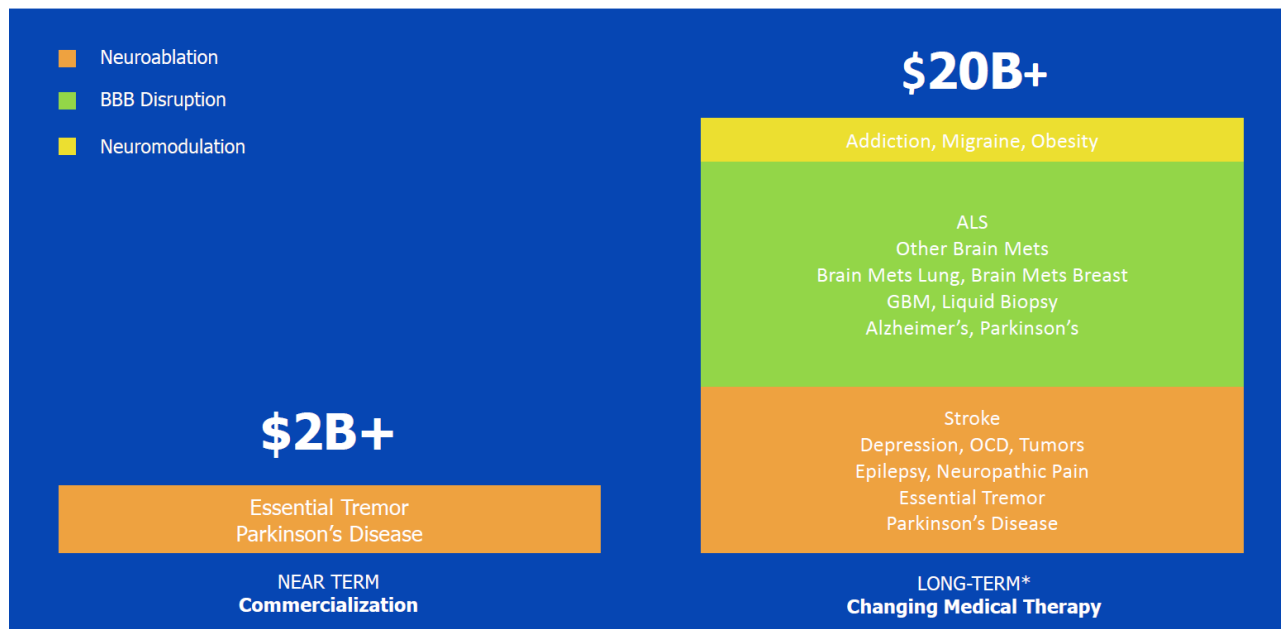 Neuroablation
BBB Disruption
Neuromodulation
$2B+
Essential Tremor
Parkinson’s Disease
NEAR TERM
Commercialization
$20B+
Addiction, Migraine, Obesity
ALS
Other Brain Mets
Brain Mets Lung, Brain Mets Breast
GBM, Liquid Biopsy
Alzheimer’s, Parkinson’s
Stroke
Depression, OCD, Tumors
Epilepsy, Neuropathic Pain
Essential Tremor
Parkinson’s Disease
LONG-TERM*
Changing Medical Therapy